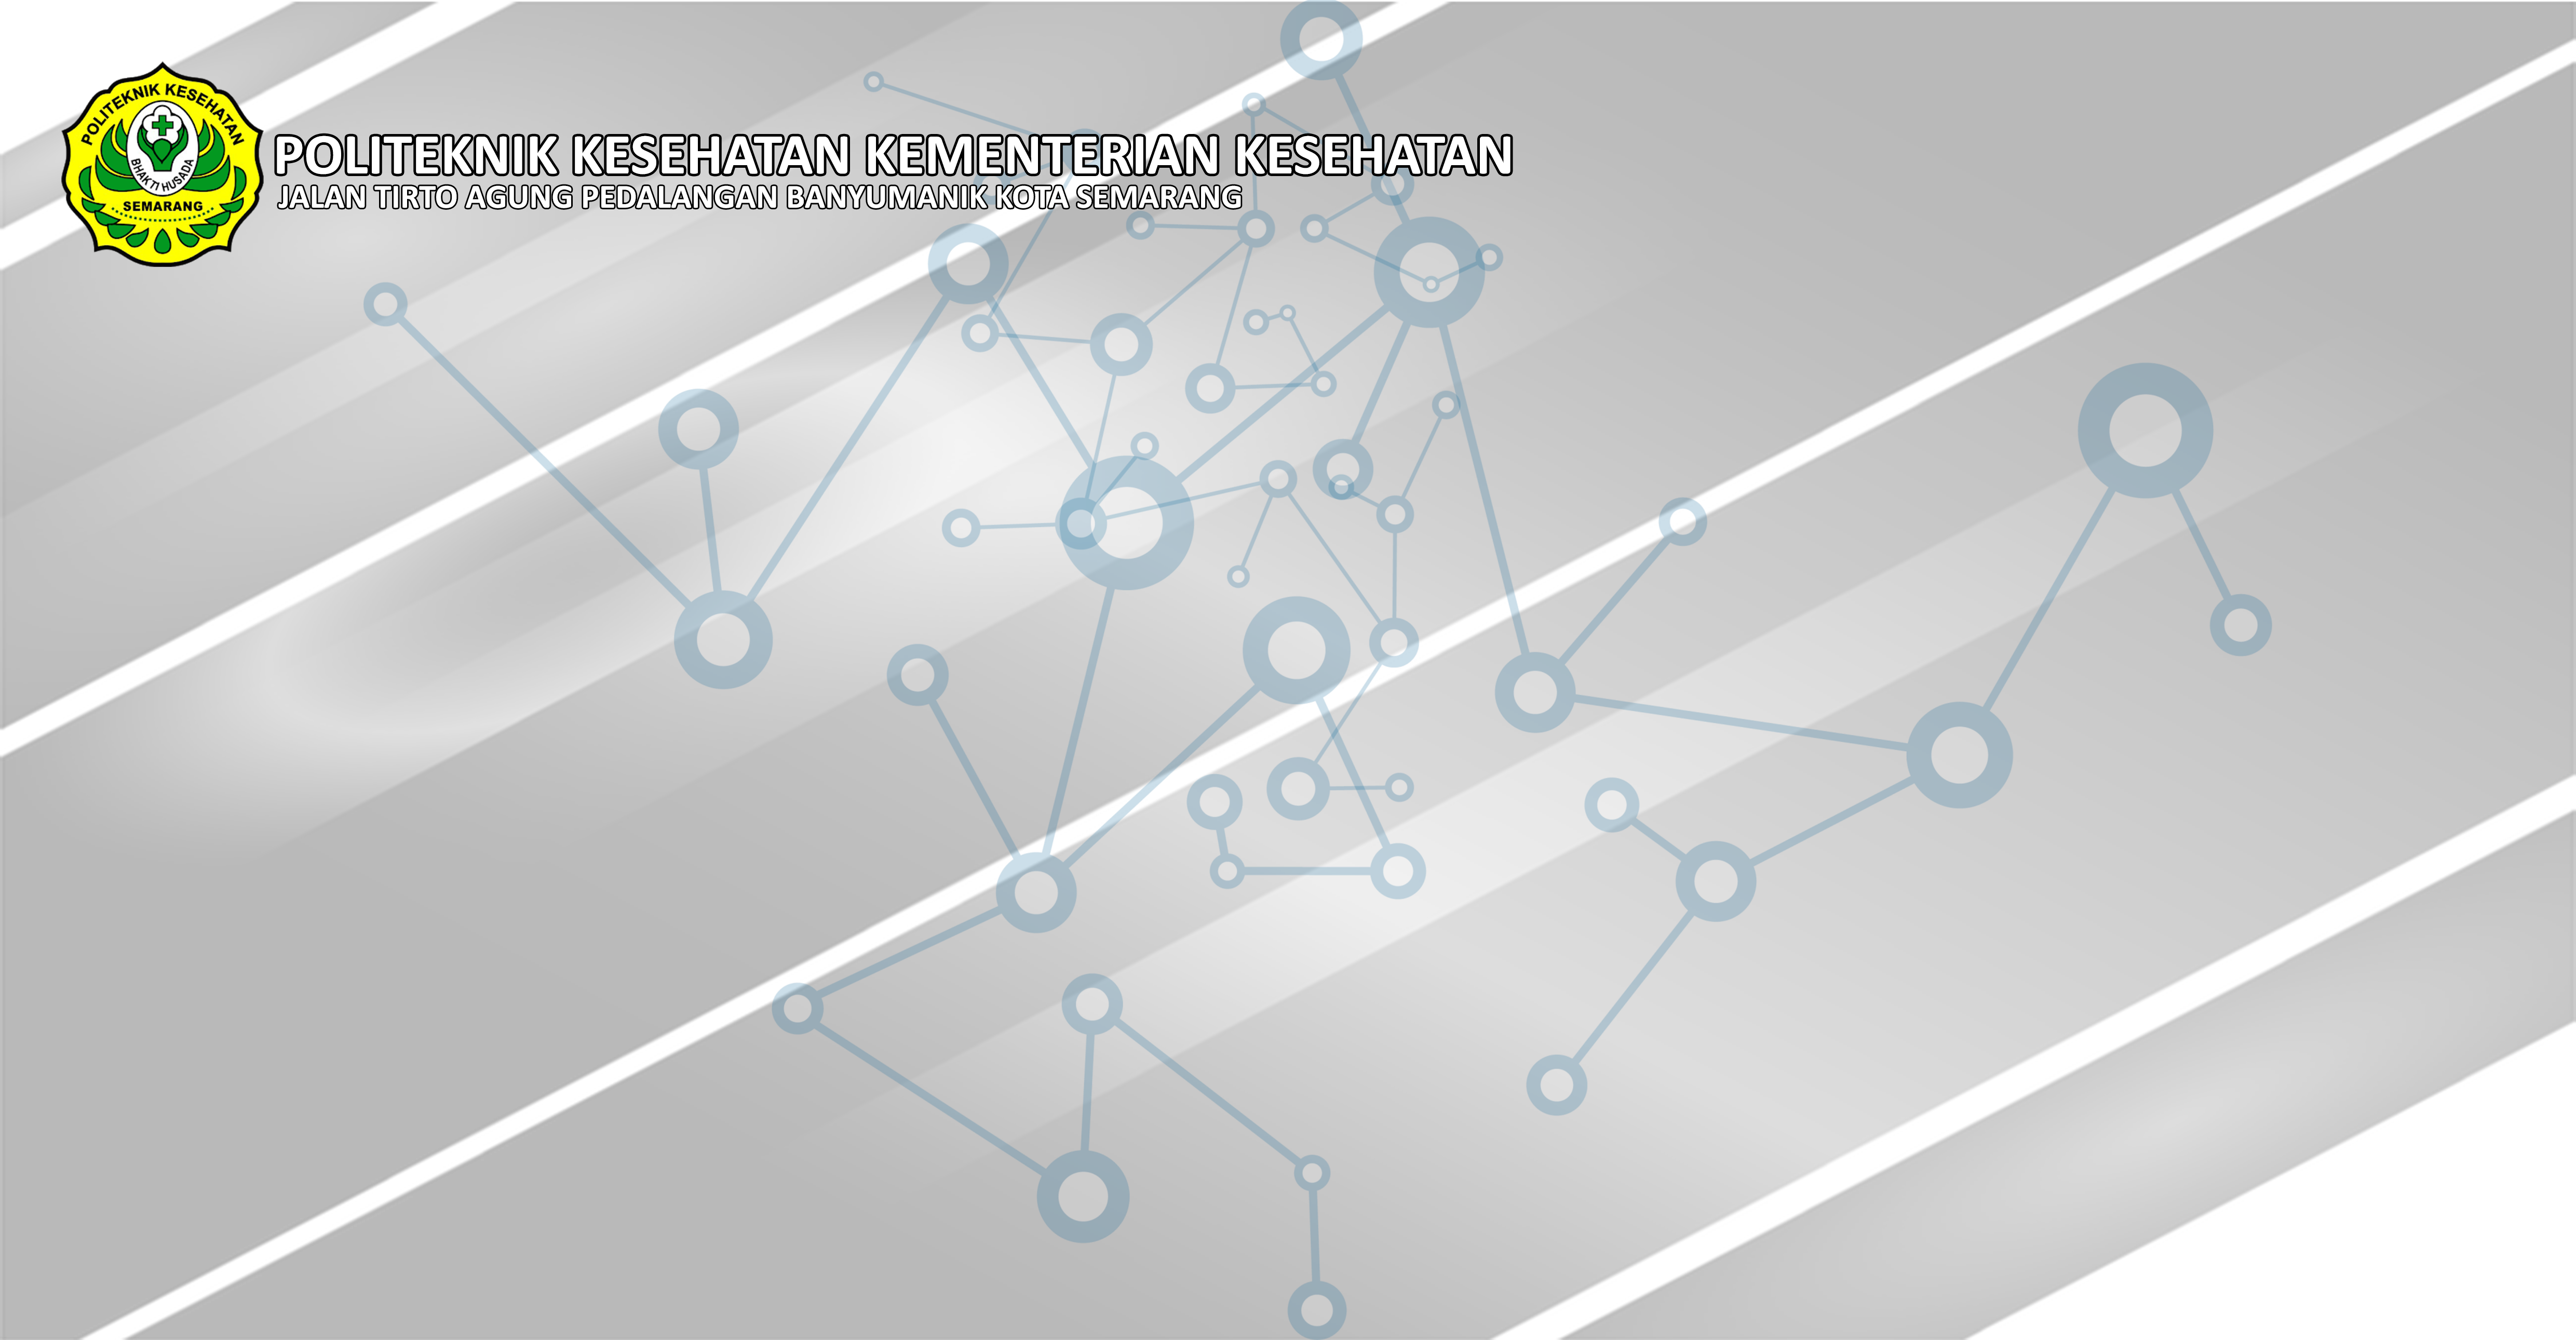 POLITEKNIK KESEHATAN
BHAKTI HUSADA
SEMARANG
POLITEKNIK KESEHATAN KEMENTERIAN KESEHATAN
JALAN TIRTO AGUNG PEDALANGAN BANYUMANIK KOTA SEMARANG